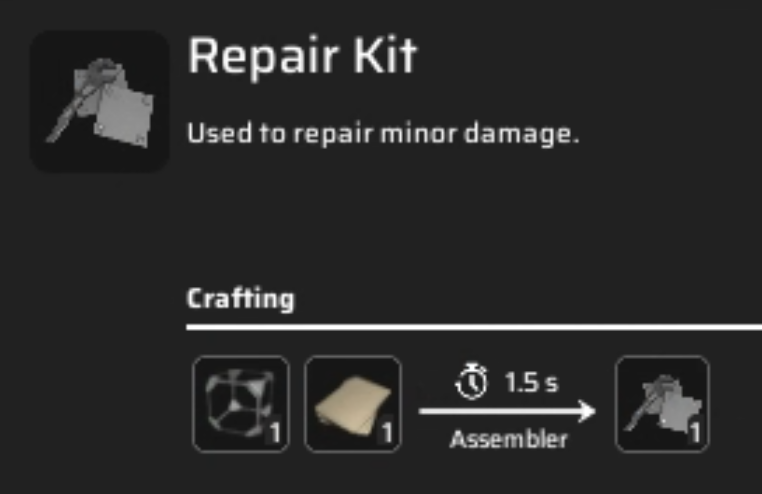 Repair Kit
Used to repair minor damage.
Crafting
1.5 s
1 1 1
Assembler